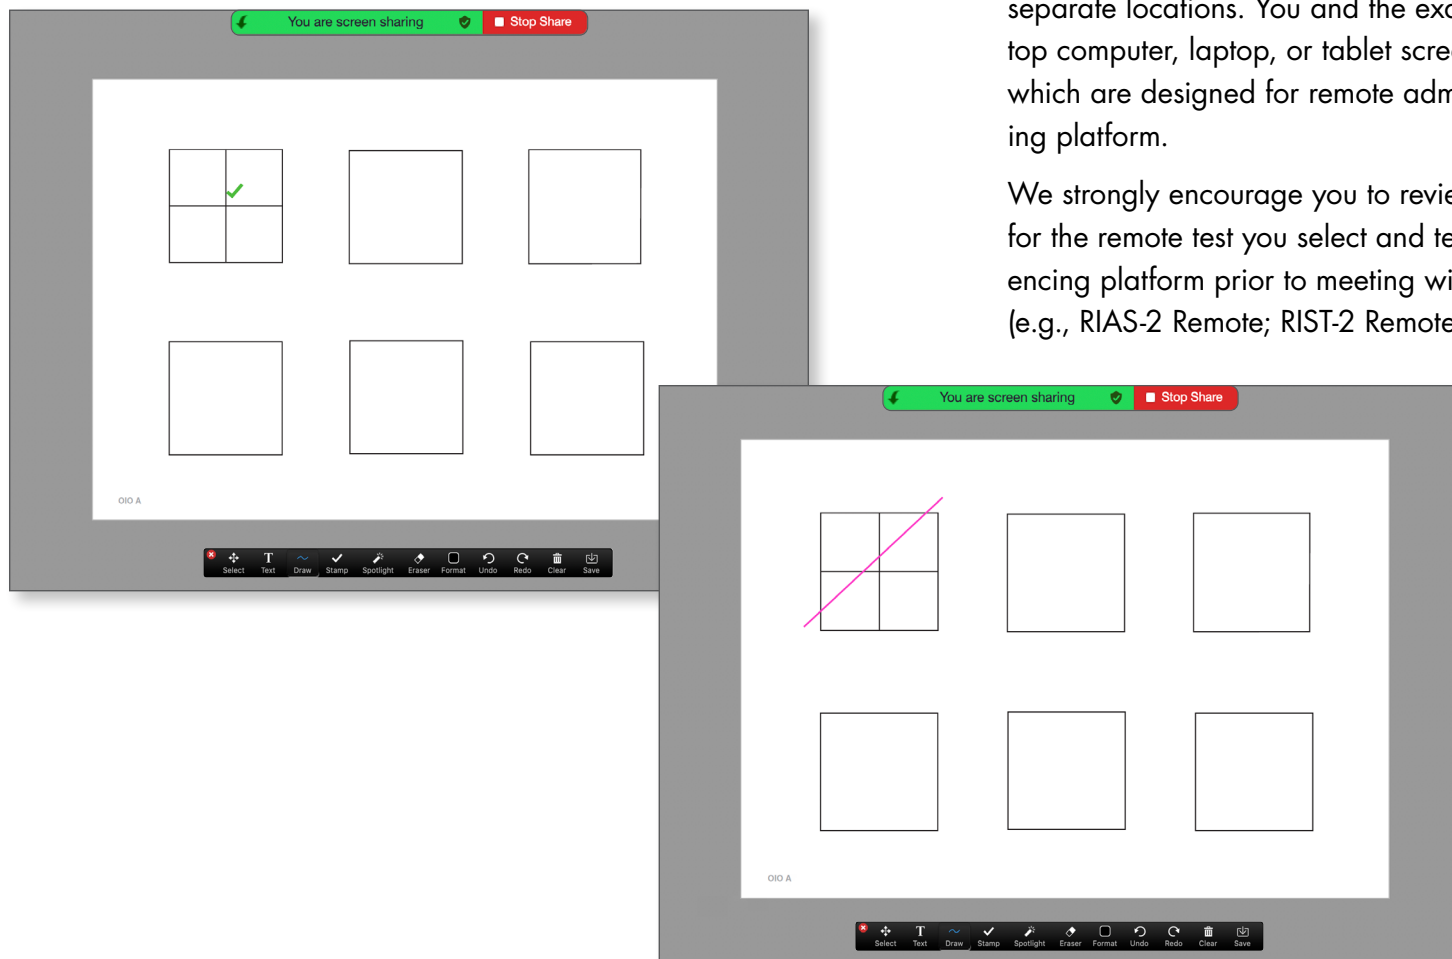 separate locations. You and the exa
top computer, laptop, or tablet scree
which are designed for remote adm
ing platform.
We strongly encourage you to revie
for the remote test you select and te
encing platform prior to meeting wi
(e.g., RIAS-2 Remote; RIST-2 Remote
You are screen sharing Stop Share
OIO A
Select Text Draw Stamp Spotlight Eraser Format Undo Redo Clear Save
You are screen sharing Stop Share
OIO A
Select Text Draw Stamp Spotlight Eraser Format Undo Redo Clear Save